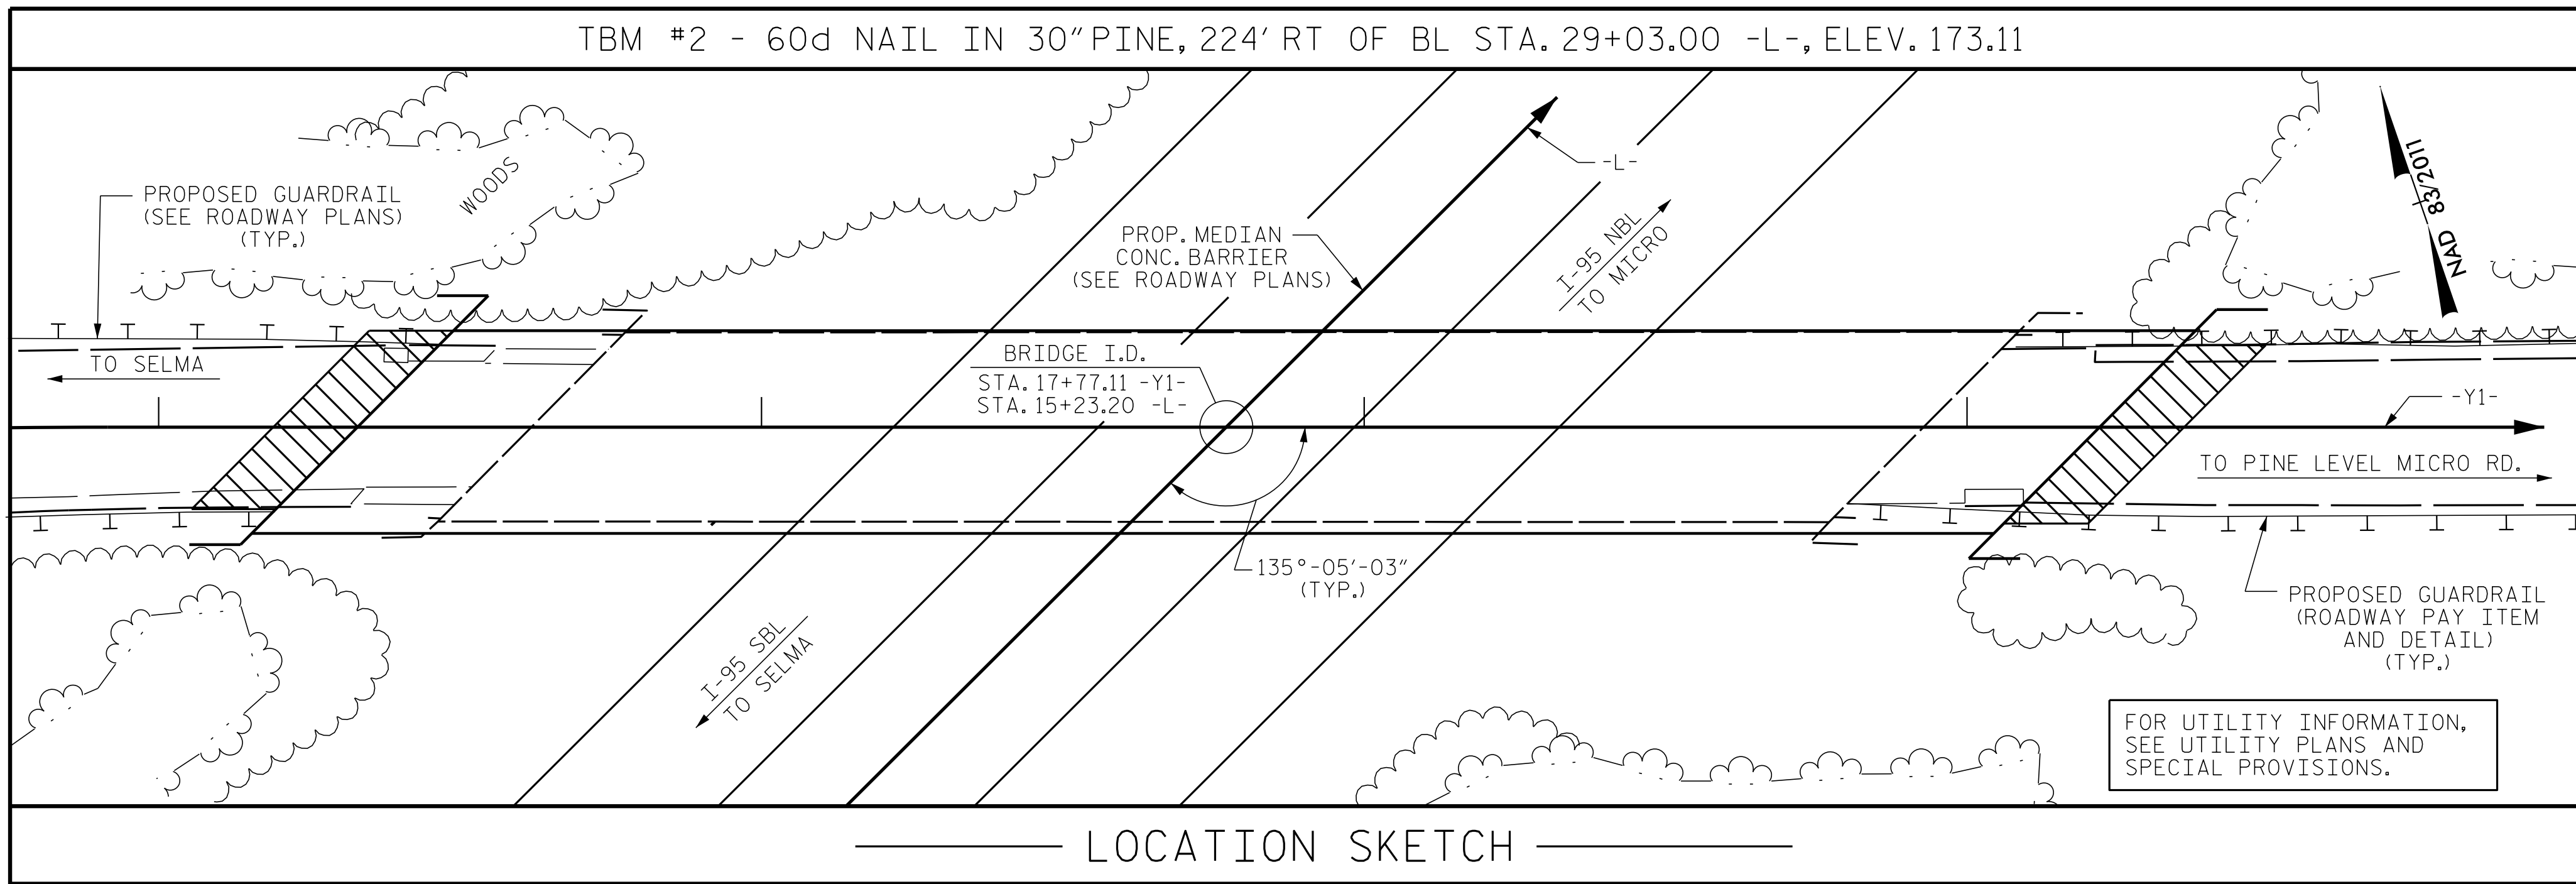 TBM #2 - 60d NAIL IN 30" PINE, 224' RT OF BL STA. 29+03.00 -L-, ELEV. 173.11
PROPOSED GUARDRAIL
(SEE ROADWAY PLANS)
(TYP.)
WOODS
PROP. MEDIAN
CONC. BARRIER
(SEE ROADWAY PLANS)
-L-
I-95 NBL
TO MICRO
NAD 83/2011
TO SELMA
BRIDGE I.D.
STA. 17+77.11 -Y1-
STA. 15+23.20 -L-
-Y1-
TO PINE LEVEL MICRO RD.
135°-05'-03"
(TYP.)
I-95 SBL
TO SELMA
PROPOSED GUARDRAIL
(ROADWAY PAY ITEM
AND DETAIL)
(TYP.)
FOR UTILITY INFORMATION,
SEE UTILITY PLANS AND
SPECIAL PROVISIONS.
LOCATION SKETCH